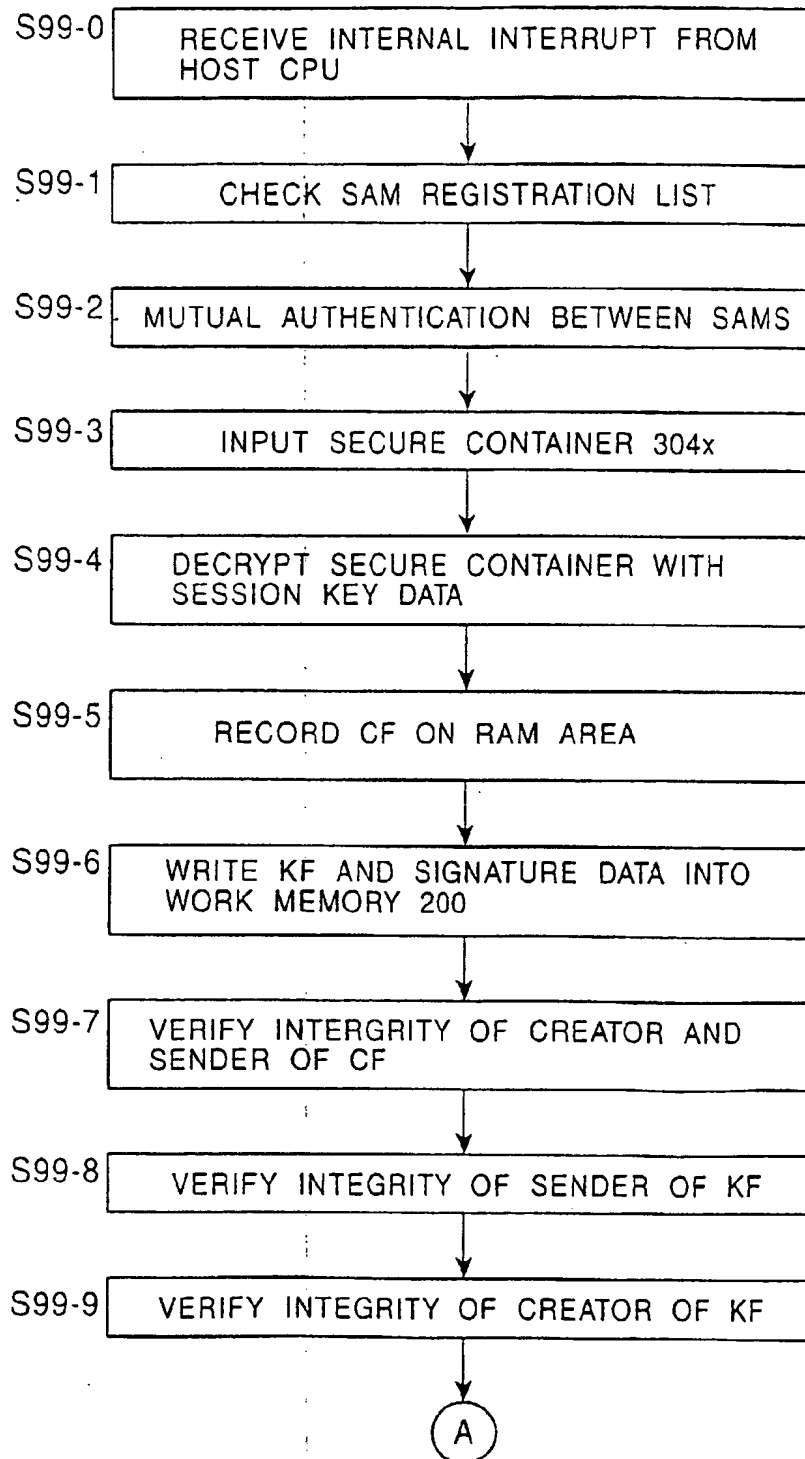 S99-0
RECEIVE INTERNAL INTERRUPT FROM
HOST CPU
S99-1
CHECK SAM REGISTRATION LIST
S99-2
MUTUAL AUTHENTICATION BETWEEN SAMS
S99-3
INPUT SECURE CONTAINER 304x
S99-4
DECRYPT SECURE CONTAINER WITH
SESSION KEY DATA
S99-5
RECORD CF ON RAM AREA
S99-6
WRITE KF AND SIGNATURE DATA INTO
WORK MEMORY 200
S99-7
VERIFY INTERGRITY OF CREATOR AND
SENDER OF CF
S99-8
VERIFY INTEGRITY OF SENDER OF KF
S99-9
VERIFY INTEGRITY OF CREATOR OF KF
A